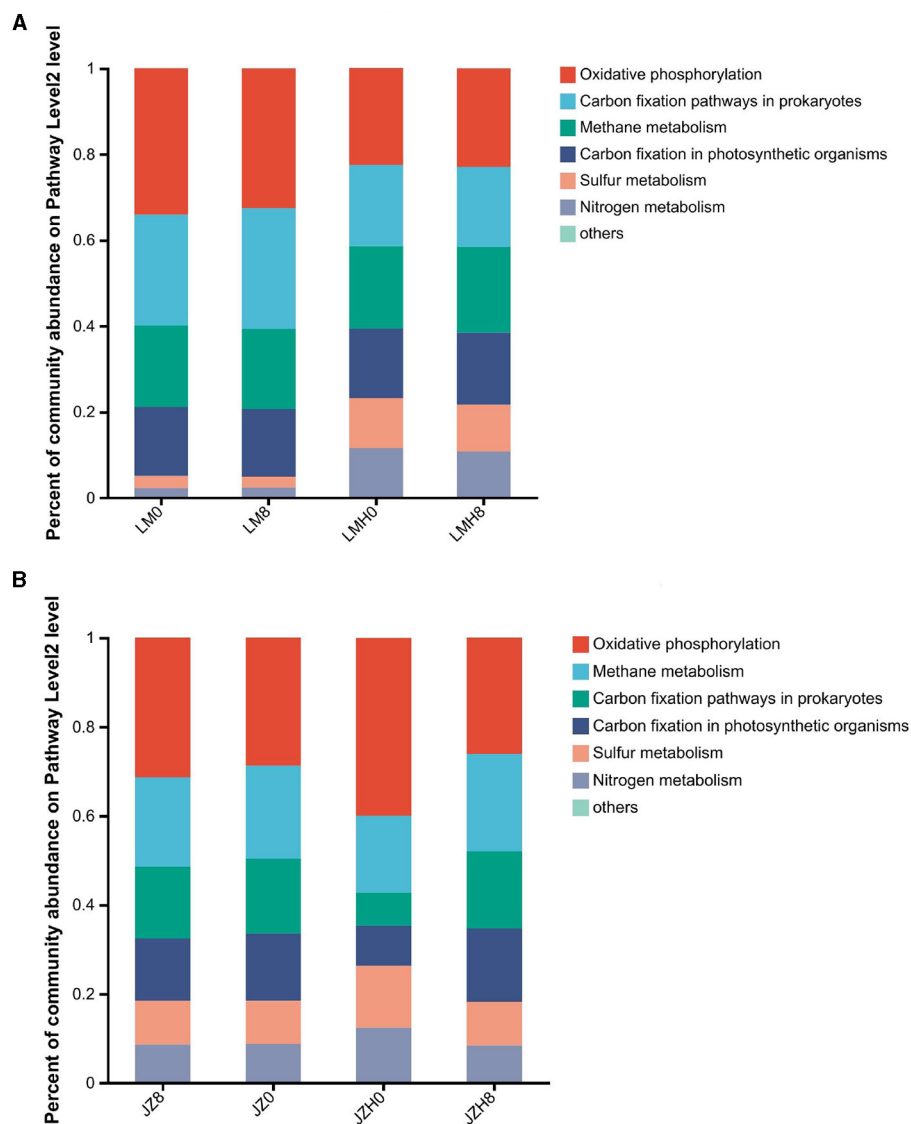 A
Percent of community abundance on Pathway Level2 level
1
0.8
0.6
0.4
0.2
0
LM0
LM8
LMH0
LMH8
Oxidative phosphorylation
Carbon fixation pathways in prokaryotes
Methane metabolism
Carbon fixation in photosynthetic organisms
Sulfur metabolism
Nitrogen metabolism
others
B
Percent of community abundance on Pathway Level2 level
1
0.8
0.6
0.4
0.2
0
JZ8
JZ0
JZH0
JZH8
Oxidative phosphorylation
Methane metabolism
Carbon fixation pathways in prokaryotes
Carbon fixation in photosynthetic organisms
Sulfur metabolism
Nitrogen metabolism
others